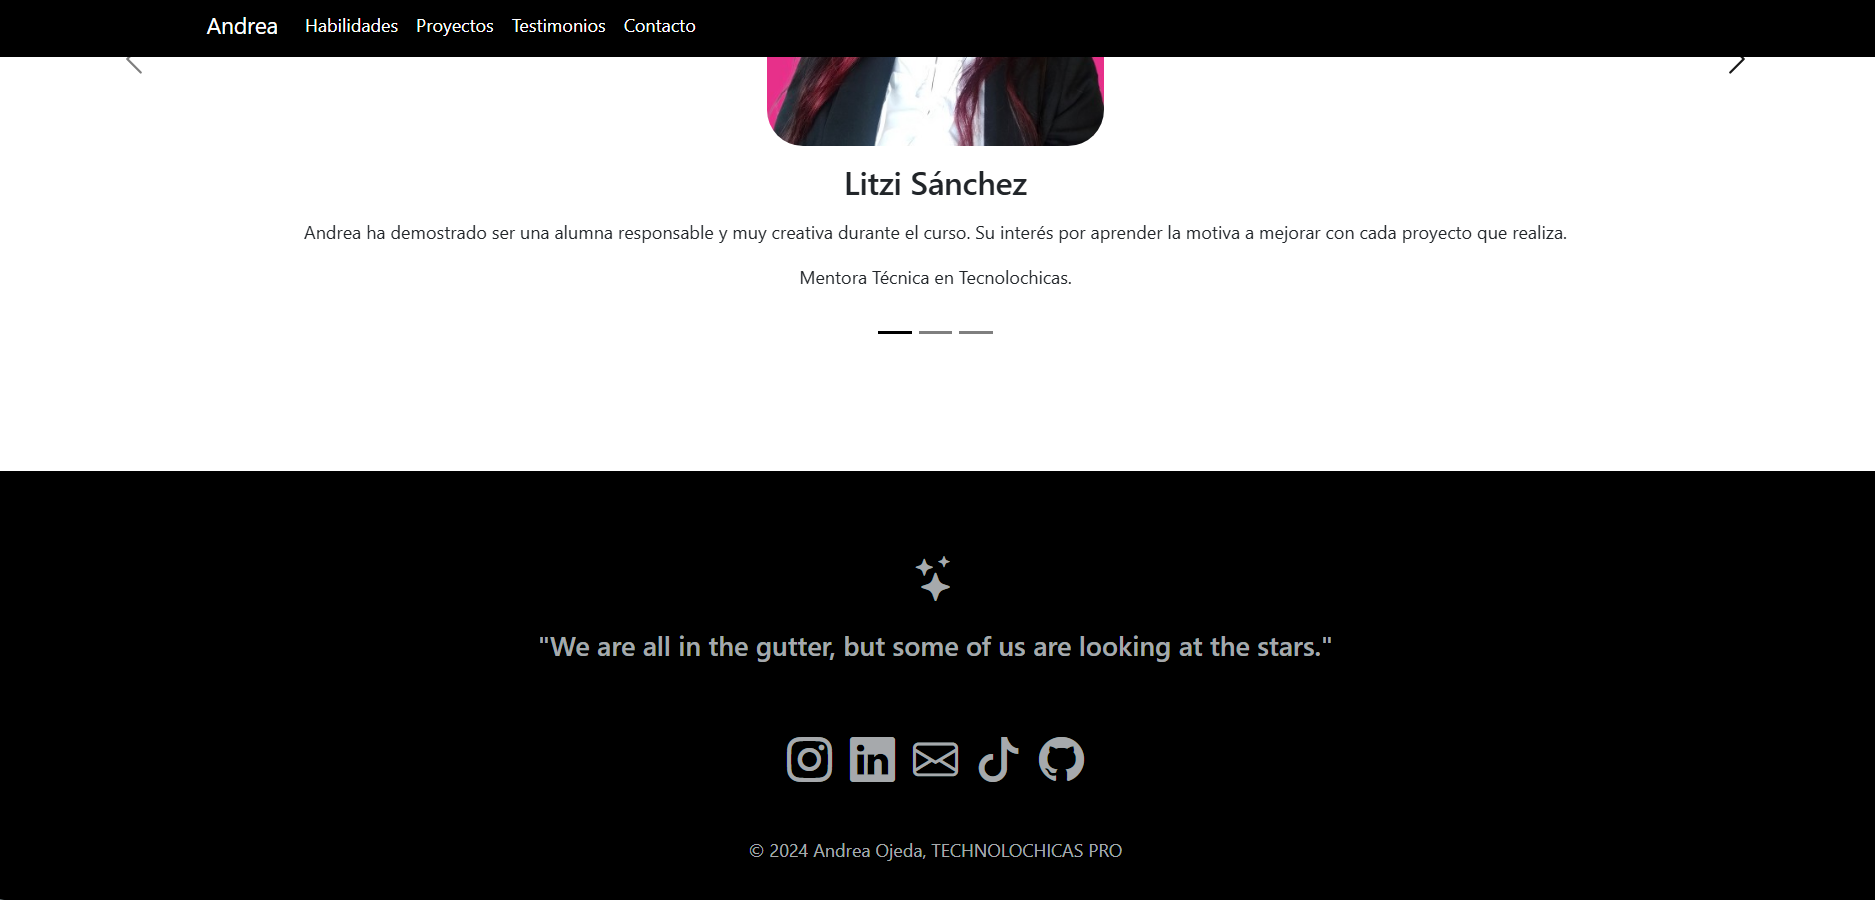 Andrea Habilidades Proyectos Testimonios Contacto
Litzi Sánchez
Andrea ha demostrado ser una alumna responsable y muy creativa durante el curso. Su interés por aprender la motiva a mejorar con cada proyecto que realiza.
Mentora Técnica en Tecnolochicas.
"We are all in the gutter, but some of us are looking at the stars."
in
© 2024 Andrea Ojeda, TECHNOLOCHICAS PRO